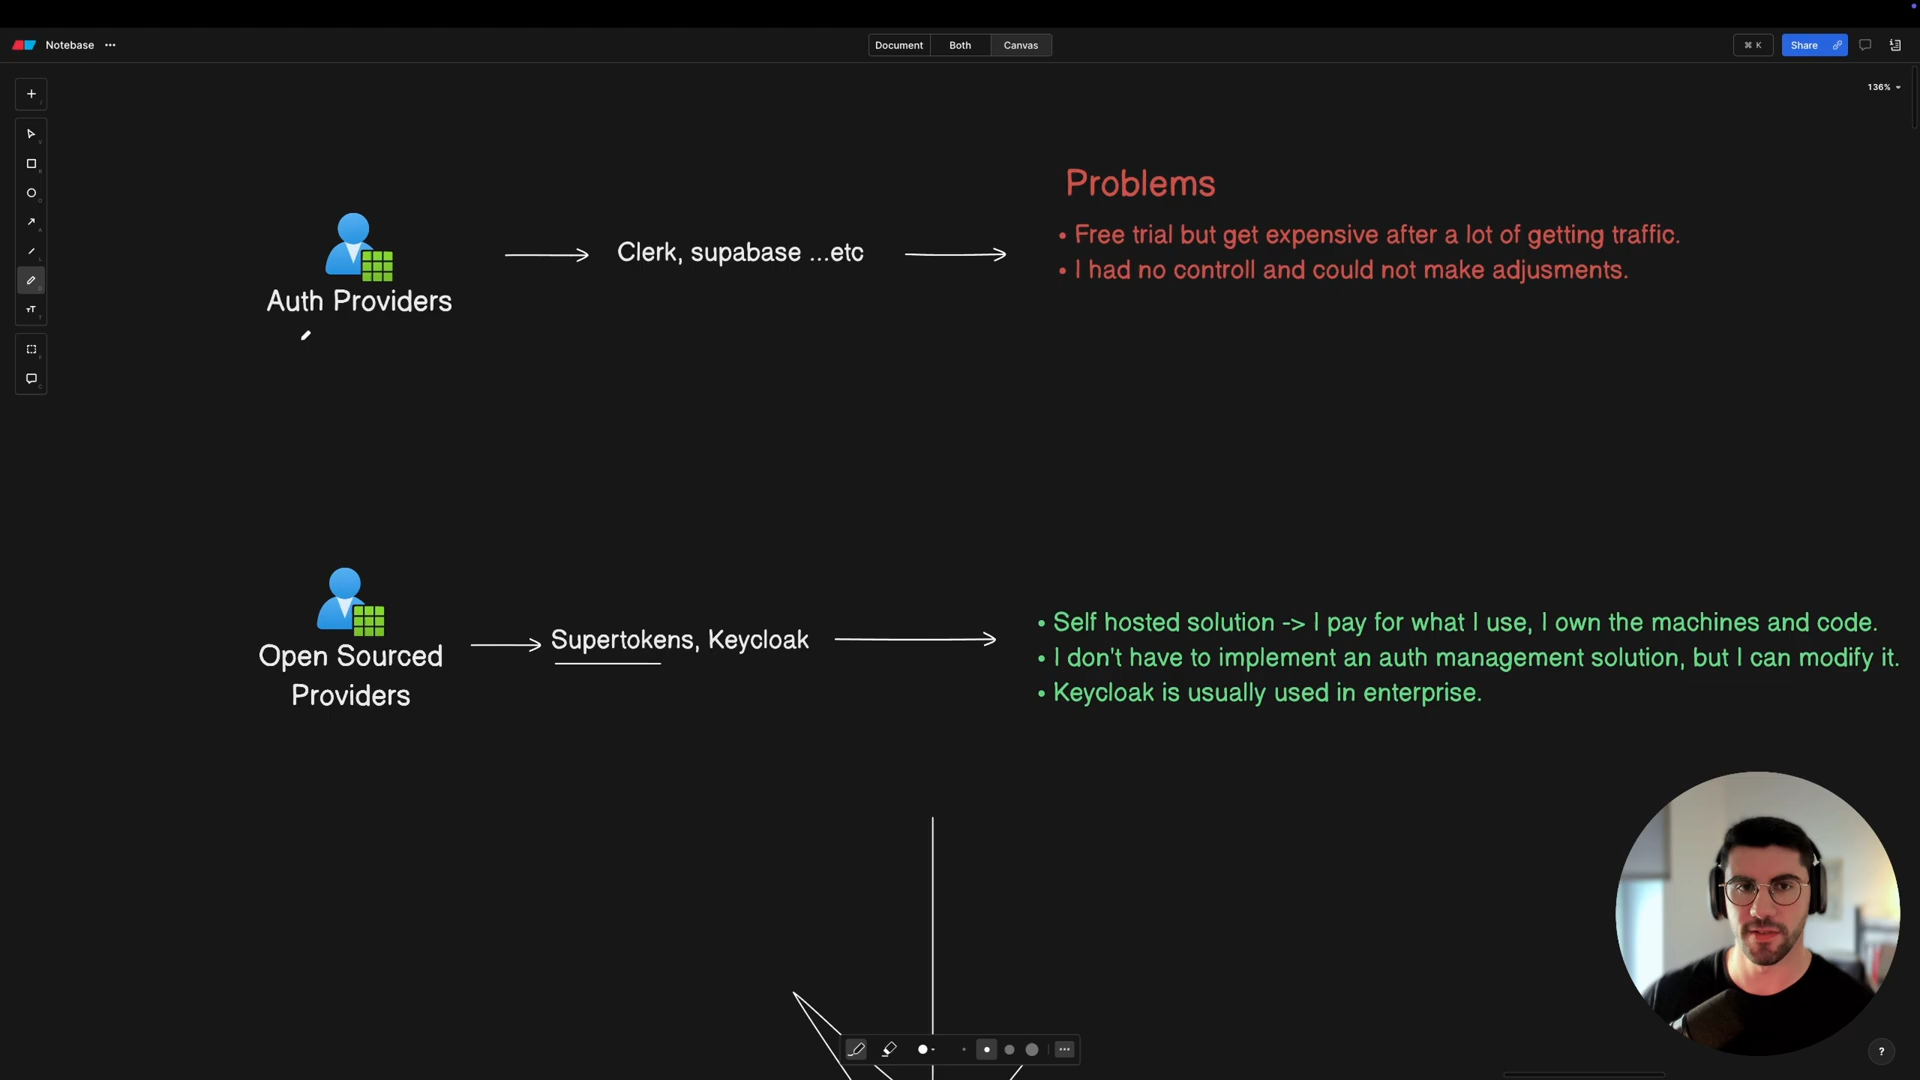 Notebase
Document
Both
Canvas
⌘ K
Share
136%
Problems
• Free trial but get expensive after a lot of getting traffic.
• I had no controll and could not make adjusments.
Clerk, supabase ...etc
Auth Providers
Supertokens, Keycloak
Open Sourced
Providers
• Self hosted solution -> I pay for what I use, I own the machines and code.
• I don't have to implement an auth management solution, but I can modify it.
• Keycloak is usually used in enterprise.
?